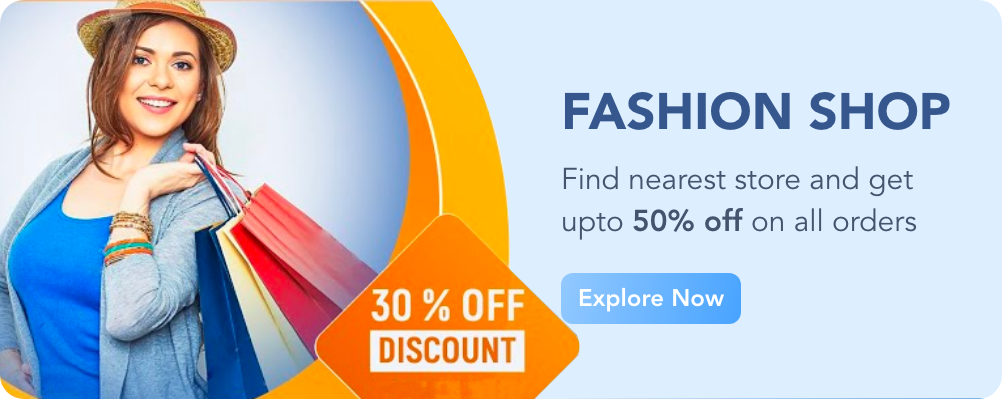 FASHION SHOP
Find nearest store and get
upto 50% off on all orders
Explore Now
30 % OFF
DISCOUNT